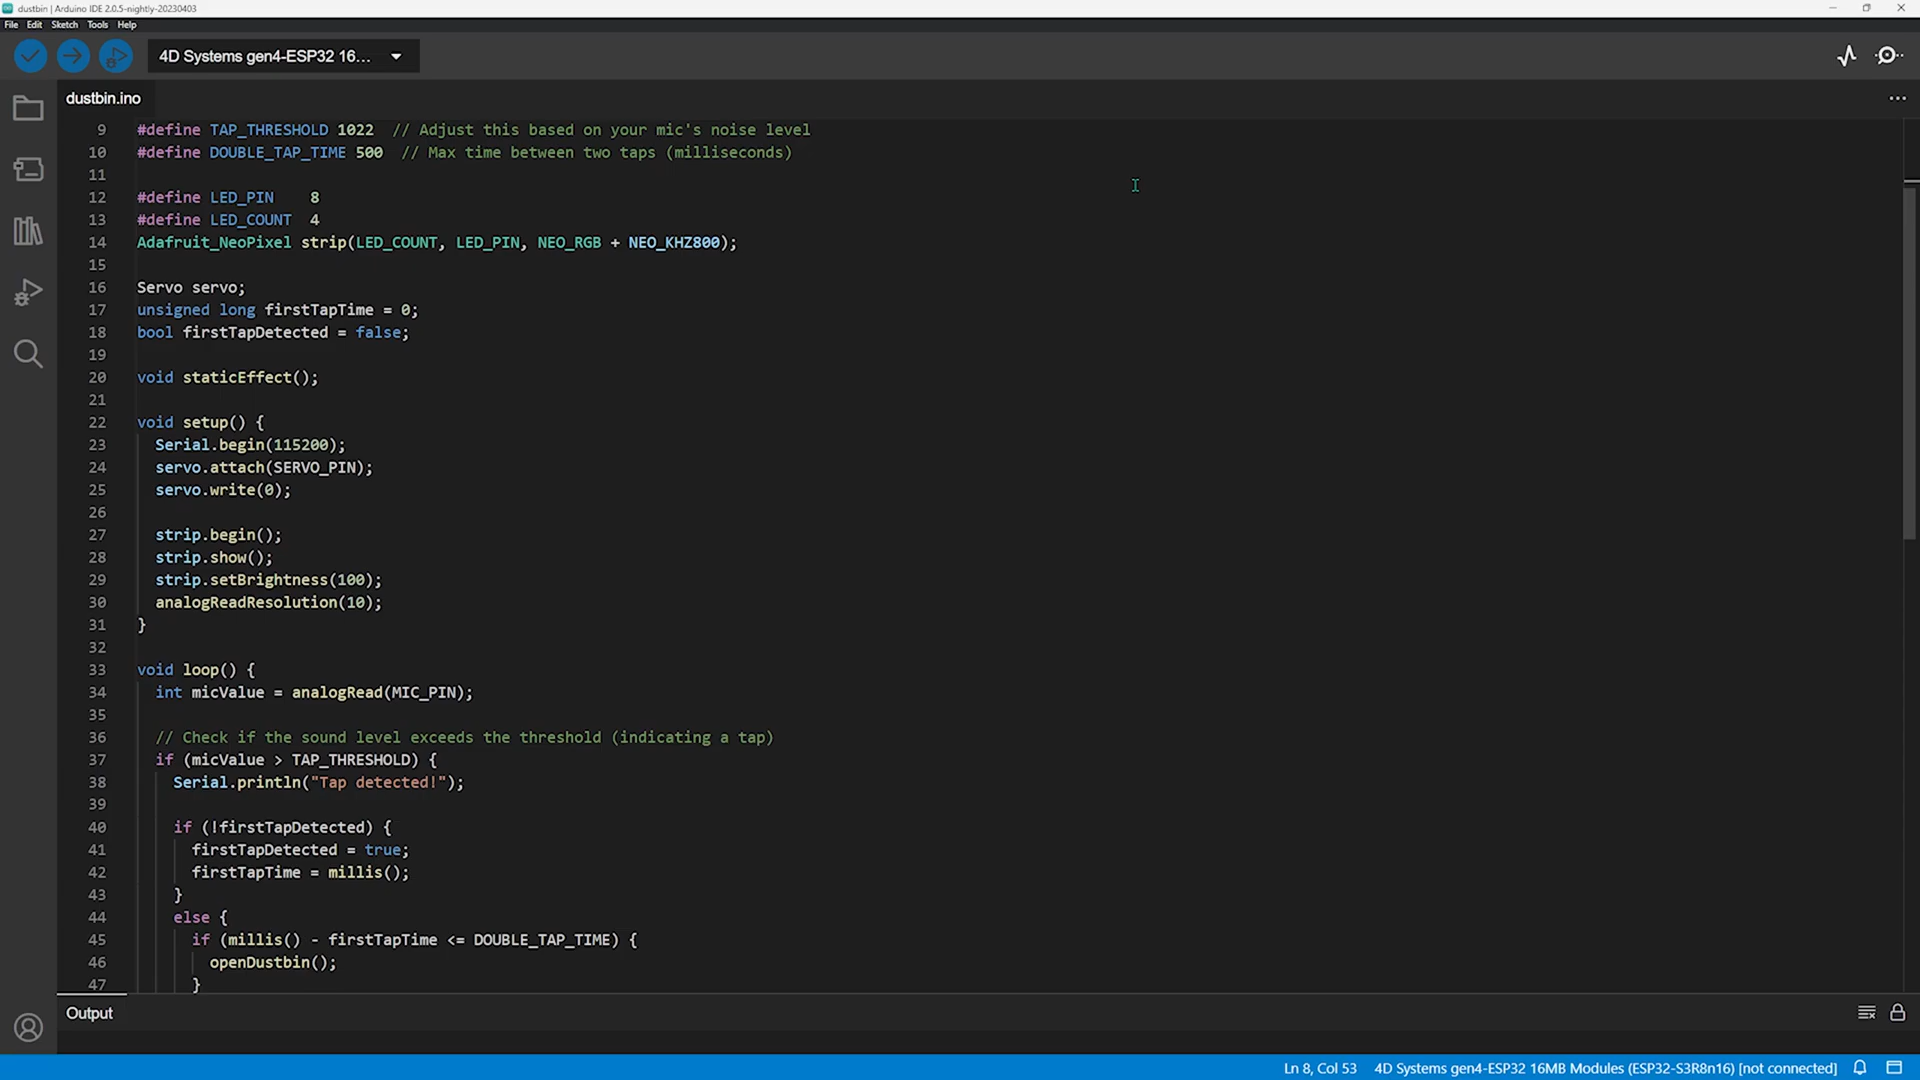 dustbin | Arduino IDE 2.0.5-nightly-20230403
File Edit Sketch Tools Help
4D Systems gen4-ESP32 16...
dustbin.ino
9 #define TAP_THRESHOLD 1022 // Adjust this based on your mic's noise level
10 #define DOUBLE_TAP_TIME 500 // Max time between two taps (milliseconds)
11
12 #define LED_PIN 8
13 #define LED_COUNT 4
14 Adafruit_NeoPixel strip(LED_COUNT, LED_PIN, NEO_RGB + NEO_KHZ800);
15
16 Servo servo;
17 unsigned long firstTapTime = 0;
18 bool firstTapDetected = false;
19
20 void staticEffect();
21
22 void setup() {
23 Serial.begin(115200);
24 servo.attach(SERVO_PIN);
25 servo.write(0);
26
27 strip.begin();
28 strip.show();
29 strip.setBrightness(100);
30 analogReadResolution(10);
31 }
32
33 void loop() {
34 int micValue = analogRead(MIC_PIN);
35
36 // Check if the sound level exceeds the threshold (indicating a tap)
37 if (micValue > TAP_THRESHOLD) {
38 Serial.println("Tap detected!");
39
40 if (!firstTapDetected) {
41 firstTapDetected = true;
42 firstTapTime = millis();
43 }
44 else {
45 if (millis() - firstTapTime <= DOUBLE_TAP_TIME) {
46 openDustbin();
47 }
Output
Ln 8, Col 53 4D Systems gen4-ESP32 16MB Modules (ESP32-S3R8n16) [not connected]